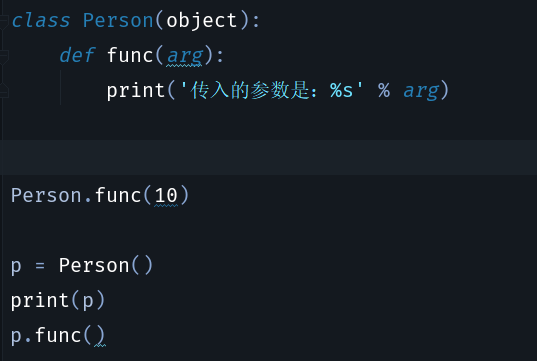 class Person(object):
    def func(arg):
        print('传入的参数是：%s' % arg)
Person.func(10)
p = Person()
print(p)
p.func()